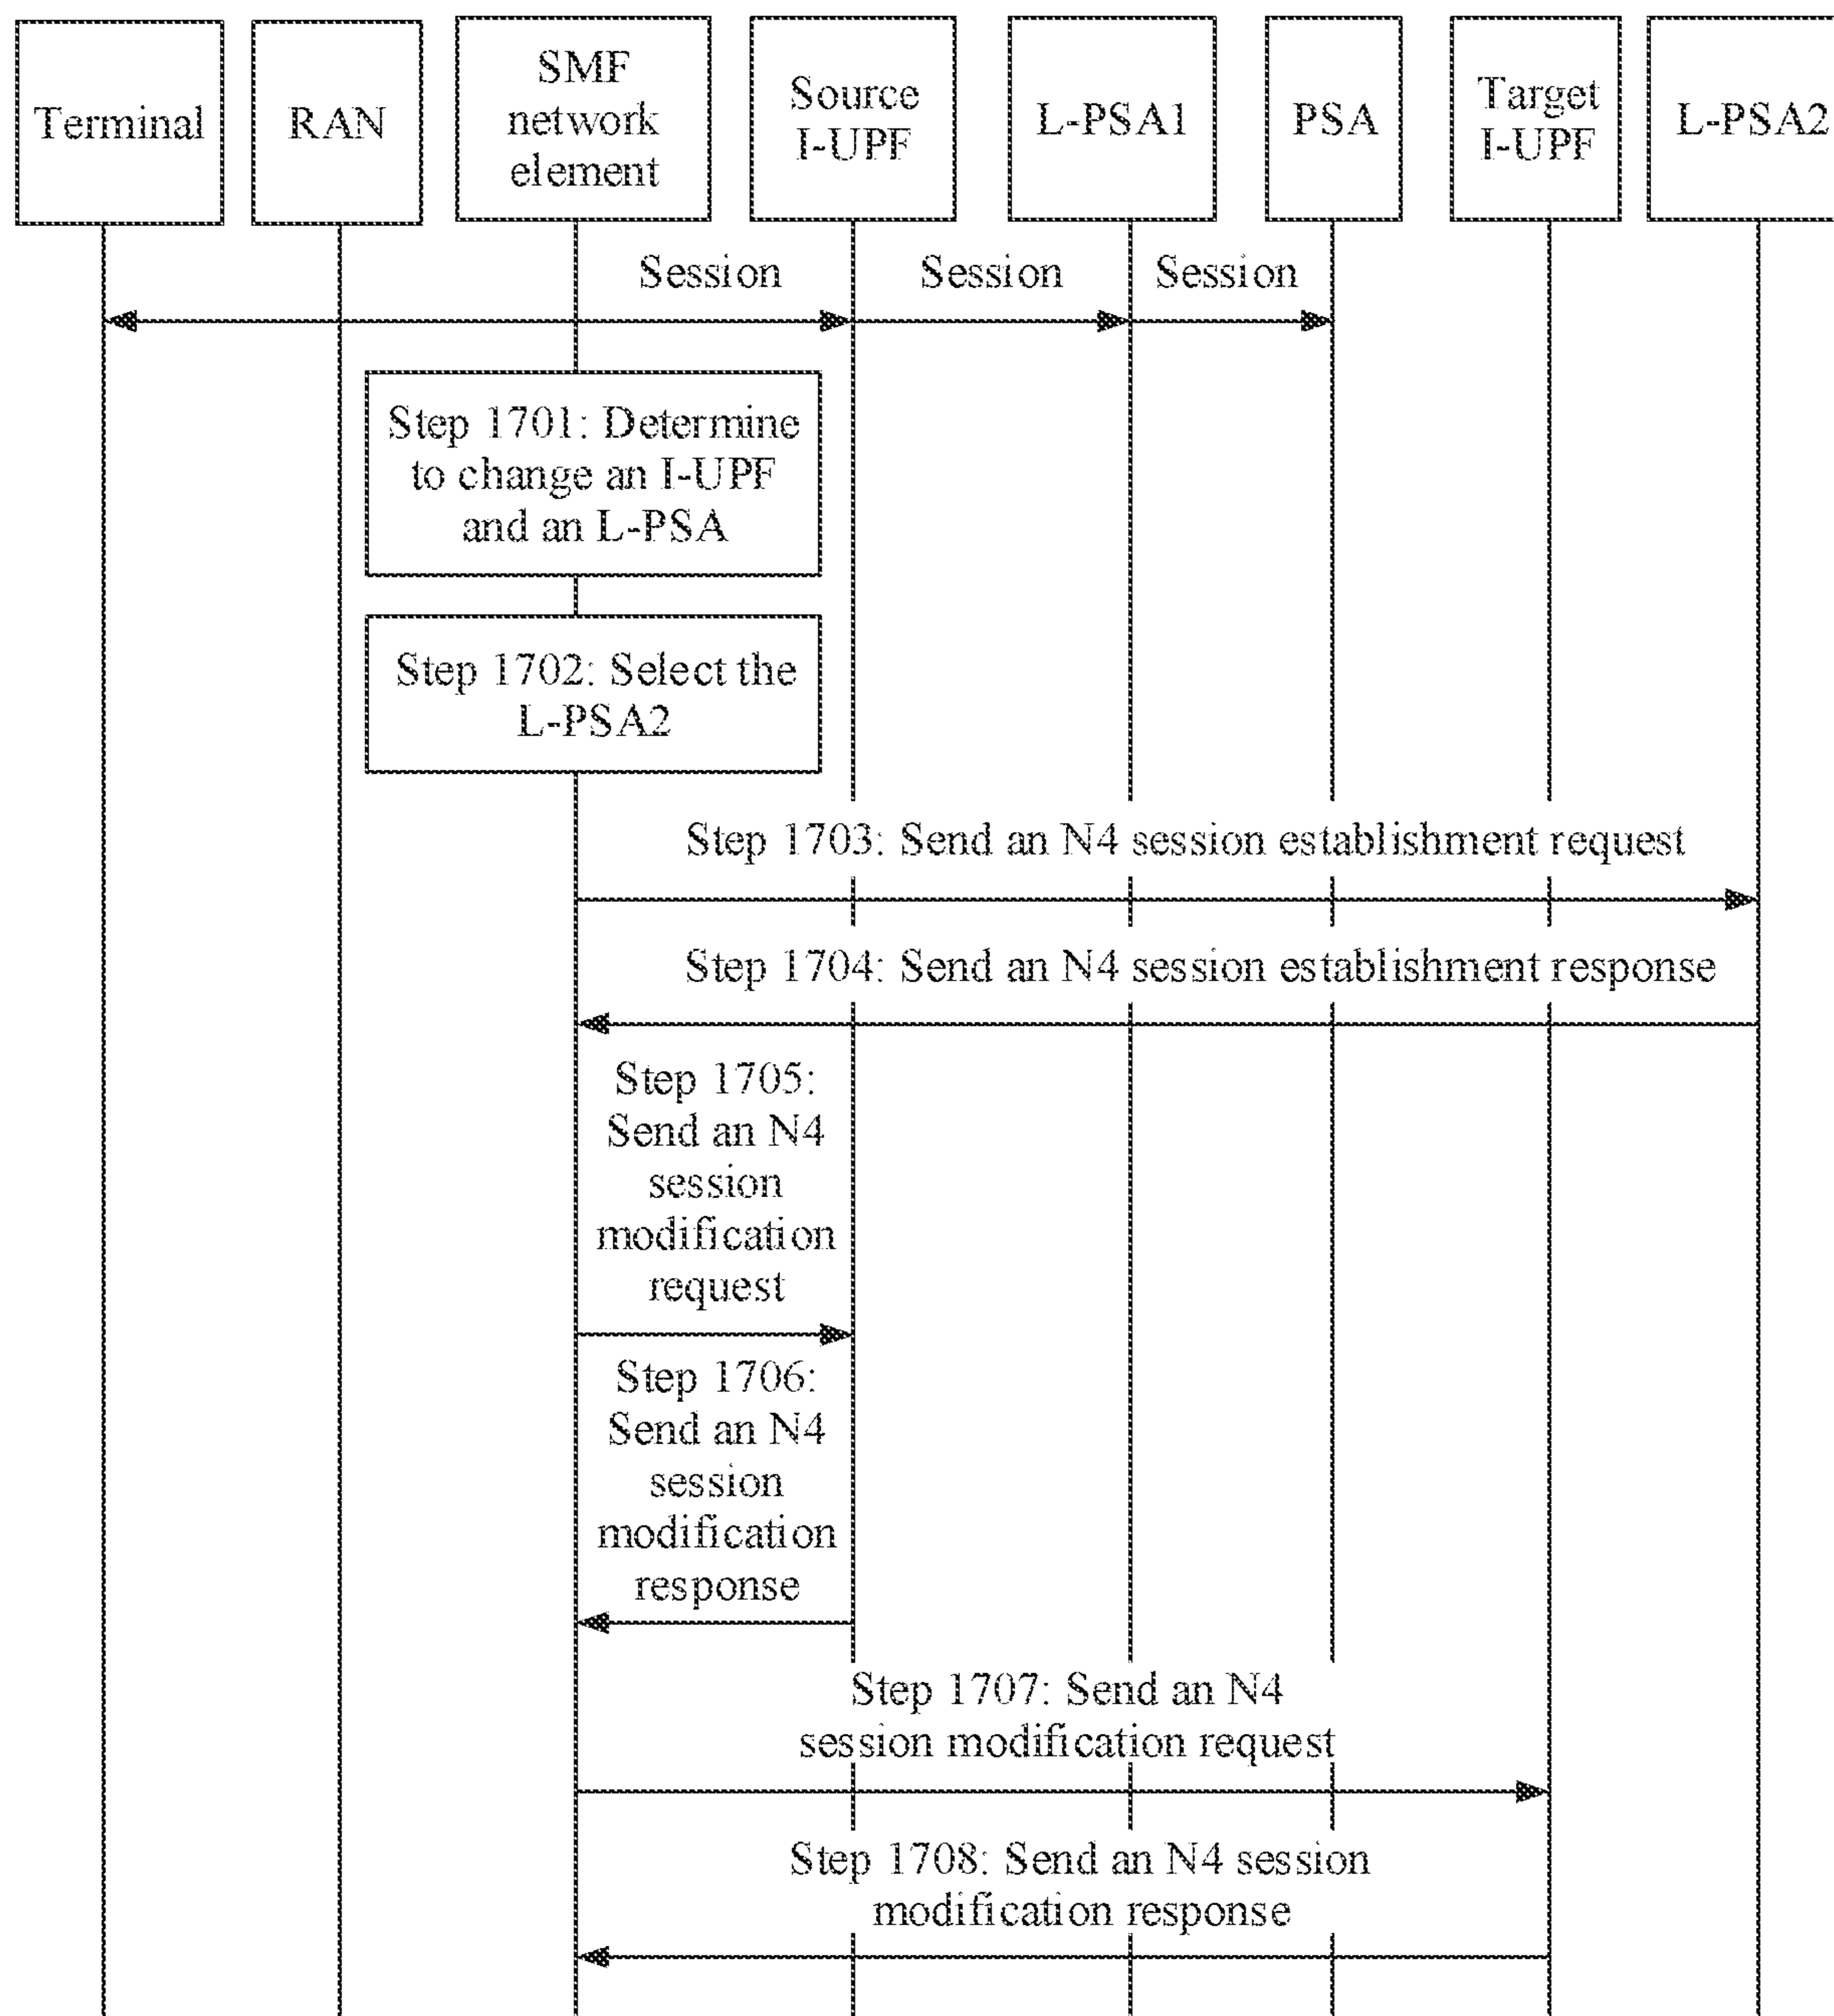 Terminal
RAN
SMF
network
element
Source
I-UPF
L-PSA1
PSA
Target
I-UPF
L-PSA2
Session
Session
Session
Step 1701: Determine
to change an I-UPF
and an L-PSA
Step 1702: Select the
L-PSA2
Step 1703: Send an N4 session establishment request
Step 1704: Send an N4 session establishment response
Step 1705:
Send an N4
session
modification
request
Step 1706:
Send an N4
session
modification
response
Step 1707: Send an N4
session modification request
Step 1708: Send an N4 session
modification response